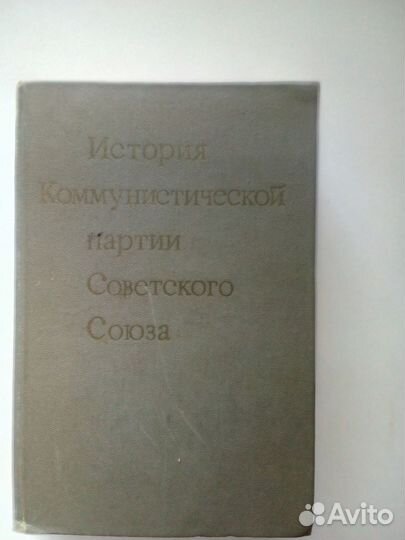 История
Коммунистической
партии
Советского
Союза
Avito